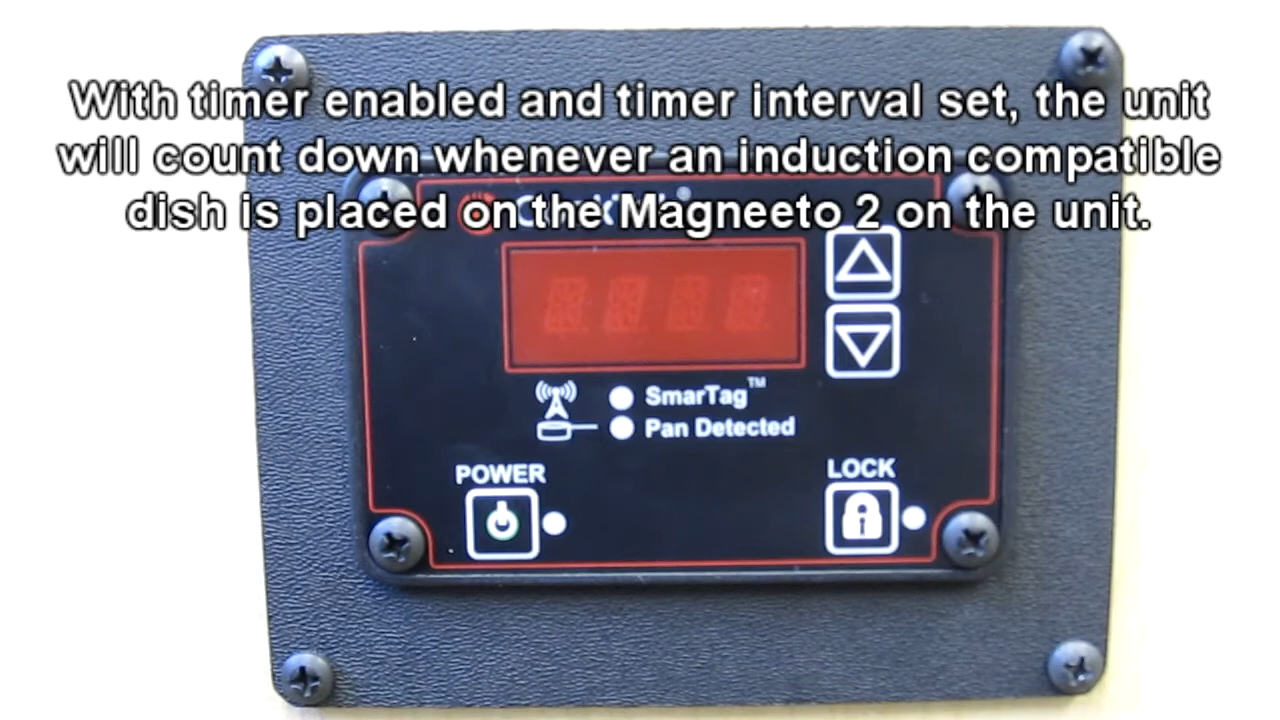 With timer enabled and timer interval set, the unit
will count down whenever an induction compatible
dish is placed on the Magneeto 2 on the unit.
SmarTag™
Pan Detected
POWER
LOCK